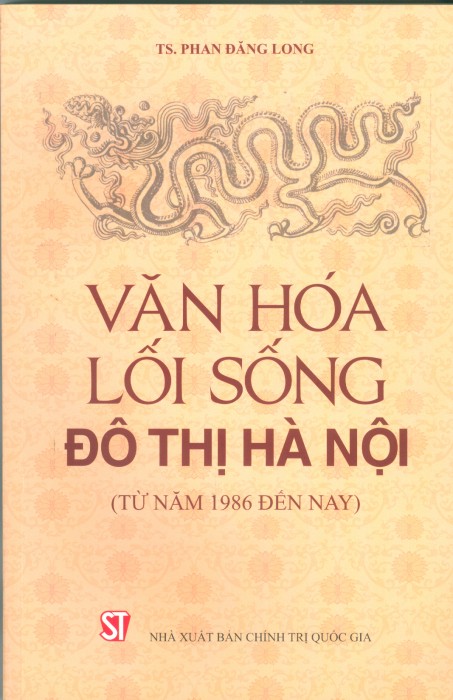 TS. PHAN ĐĂNG LONG
VĂN HÓA
LỐI SỐNG
ĐÔ THỊ HÀ NỘI
(TỪ NĂM 1986 ĐẾN NAY)
ST
NHÀ XUẤT BẢN CHÍNH TRỊ QUỐC GIA